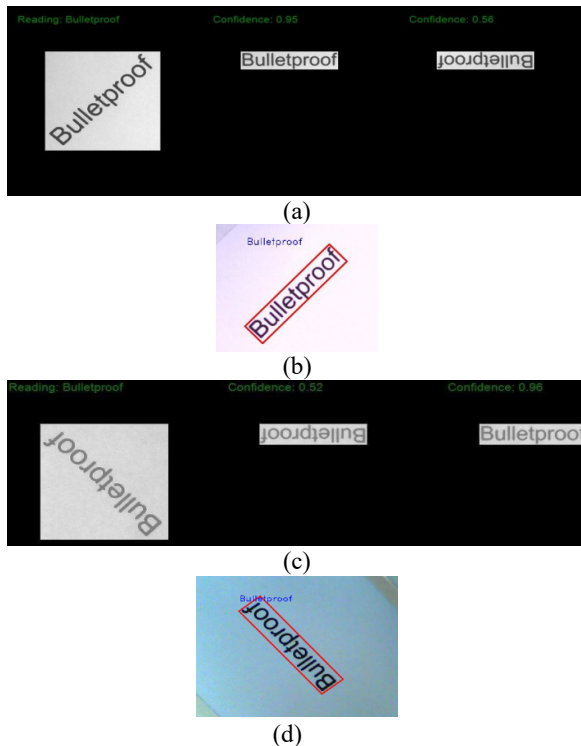 Reading: Bulletproof Confidence: 0.95 Confidence: 0.56
Bulletproof Bulletproof Bulletproof
(a)
Bulletproof
Bulletproof
(b)
Reading: Bulletproof Confidence: 0.52 Confidence: 0.96
Bulletproof Bulletproof Bulletproof
(c)
Bulletproof
Bulletproof
(d)